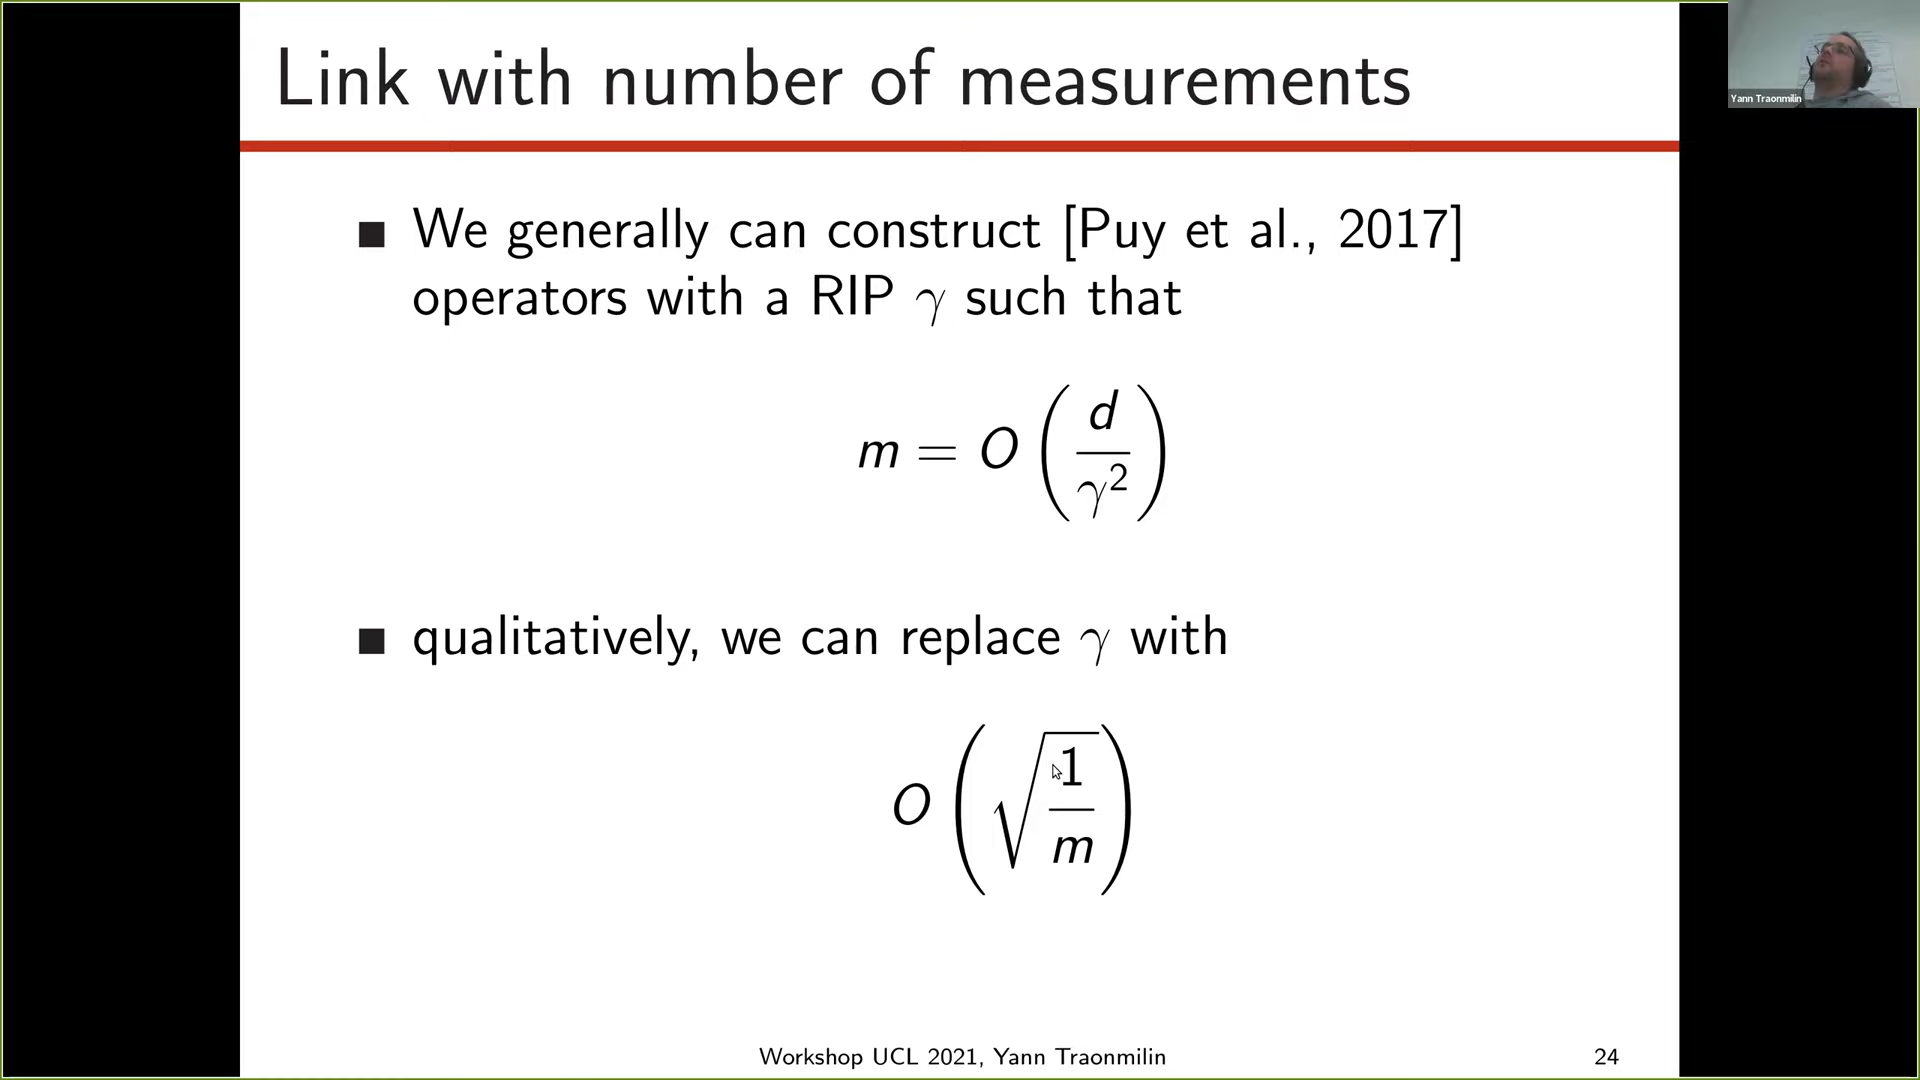 Link with number of measurements
Yann Traonmilin
■ We generally can construct [Puy et al., 2017]
operators with a RIP γ such that
m = O(d/γ²)
■ qualitatively, we can replace γ with
O(√(1/m))
Workshop UCL 2021, Yann Traonmilin 24